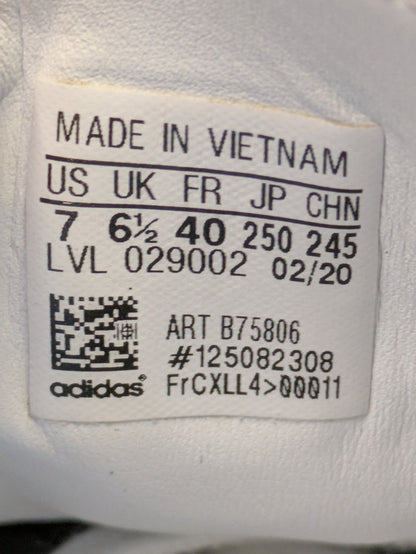 MADE IN VIETNAM
US UK FR JP CHN
7 6½ 40 250 245
LVL 029002 02/20
ART B75806
#125082308
adidas® FrCXLL4>00011